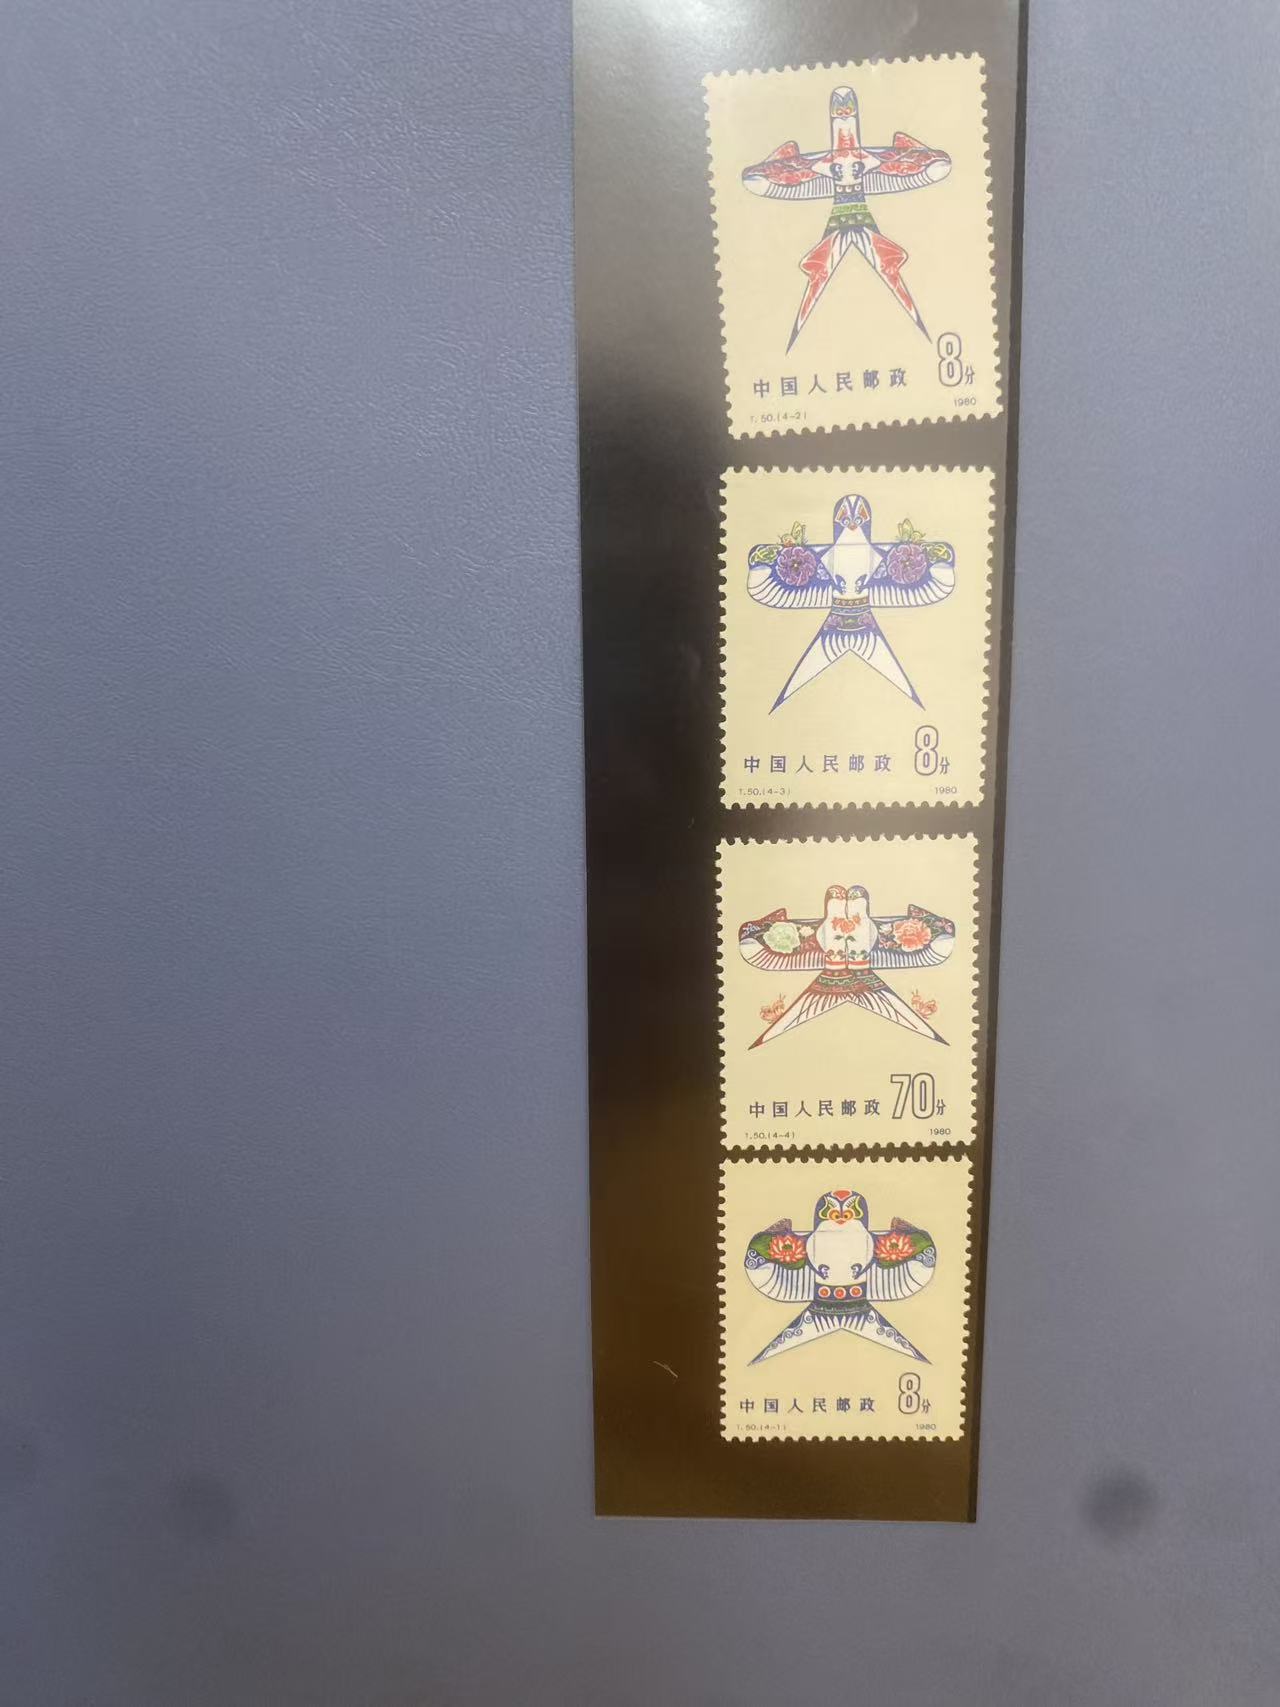 中国人民邮政 8分
T.50.(4-2) 1980
中国人民邮政 8分
T.50.(4-3) 1980
中国人民邮政 70分
T.50.(4-4) 1980
中国人民邮政 8分
T.50.(4-1) 1980